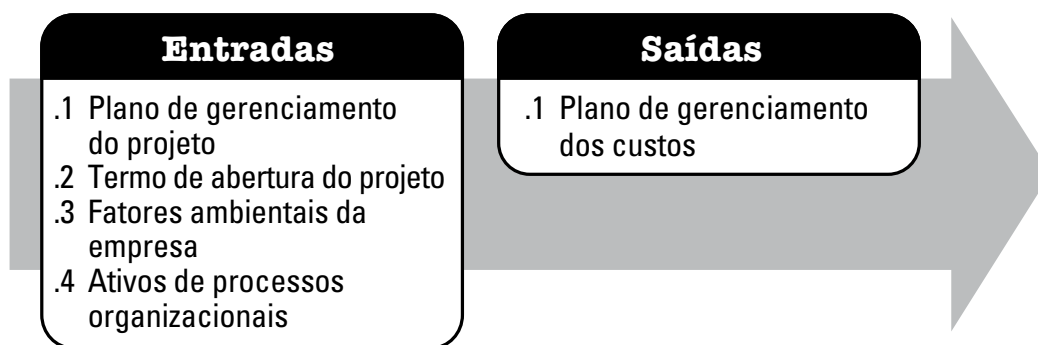 Entradas
.1 Plano de gerenciamento
do projeto
.2 Termo de abertura do projeto
.3 Fatores ambientais da
empresa
.4 Ativos de processos
organizacionais
Saídas
.1 Plano de gerenciamento
dos custos